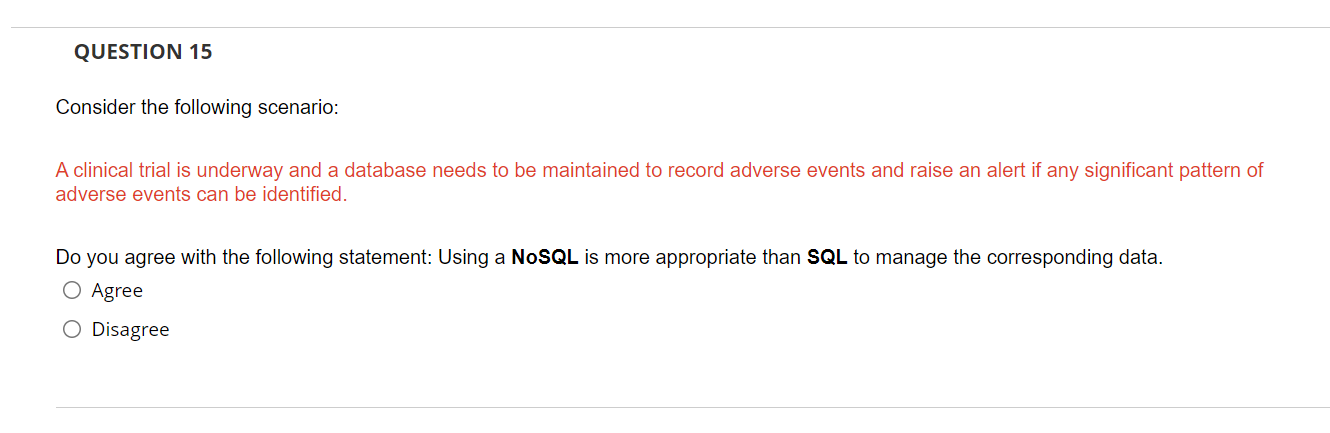 QUESTION 15
Consider the following scenario:
A clinical trial is underway and a database needs to be maintained to record adverse events and raise an alert if any significant pattern of
adverse events can be identified.
Do you agree with the following statement: Using a NoSQL is more appropriate than SQL to manage the corresponding data.
Agree
Disagree